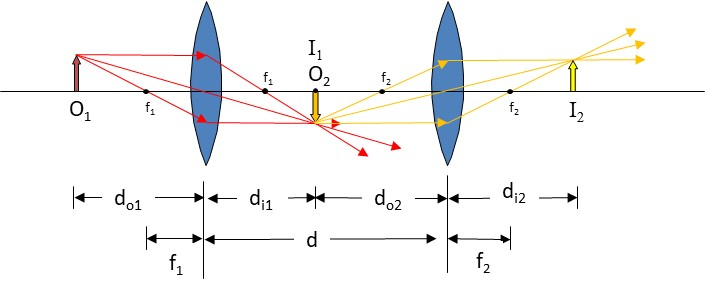 I₁
f₁ O₂ f₂
O₁ f₁ f₂ I₂
dₒ₁ dᵢ₁ dₒ₂ dᵢ₂
f₁ d f₂